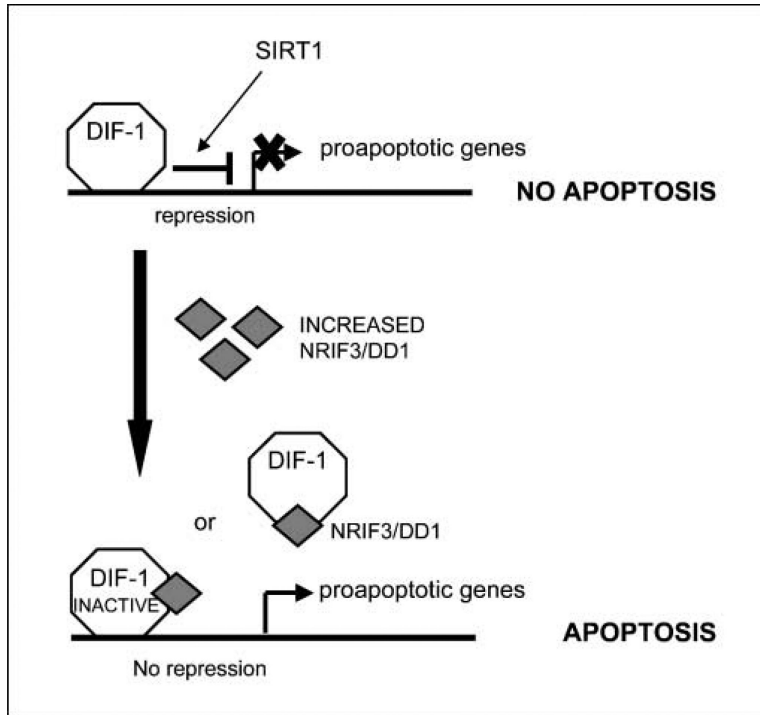 SIRT1
DIF-1
proapoptotic genes
NO APOPTOSIS
repression
INCREASED
NRIF3/DD1
DIF-1
or
NRIF3/DD1
DIF-1
INACTIVE
proapoptotic genes
APOPTOSIS
No repression